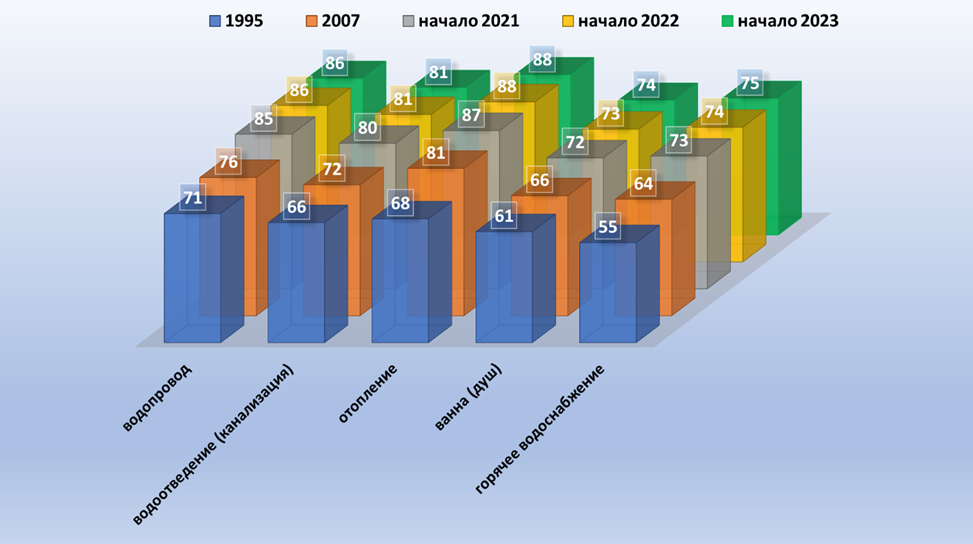 1995 2007 начало 2021 начало 2022 начало 2023
86 81 88 74 75
86 81 88 73 74
85 80 87 72 73
76 72 81 66 64
71 66 68 61 55
водопровод
водоотведение (канализация)
отопление
ванна (душ)
горячее водоснабжение